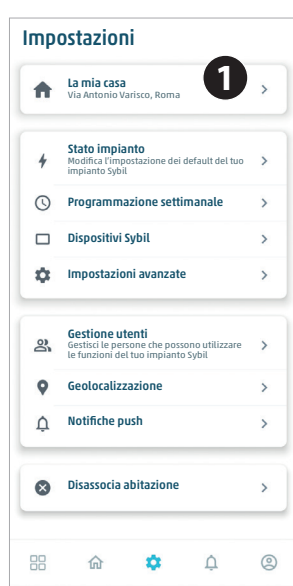 Impostazioni
La mia casa
Via Antonio Varisco, Roma
1
Stato impianto
Modifica l'impostazione dei default del tuo
impianto Sybil
Programmazione settimanale
Dispositivi Sybil
Impostazioni avanzate
Gestione utenti
Gestisci le persone che possono utilizzare
le funzioni del tuo impianto Sybil
Geolocalizzazione
Notifiche push
Disassocia abitazione